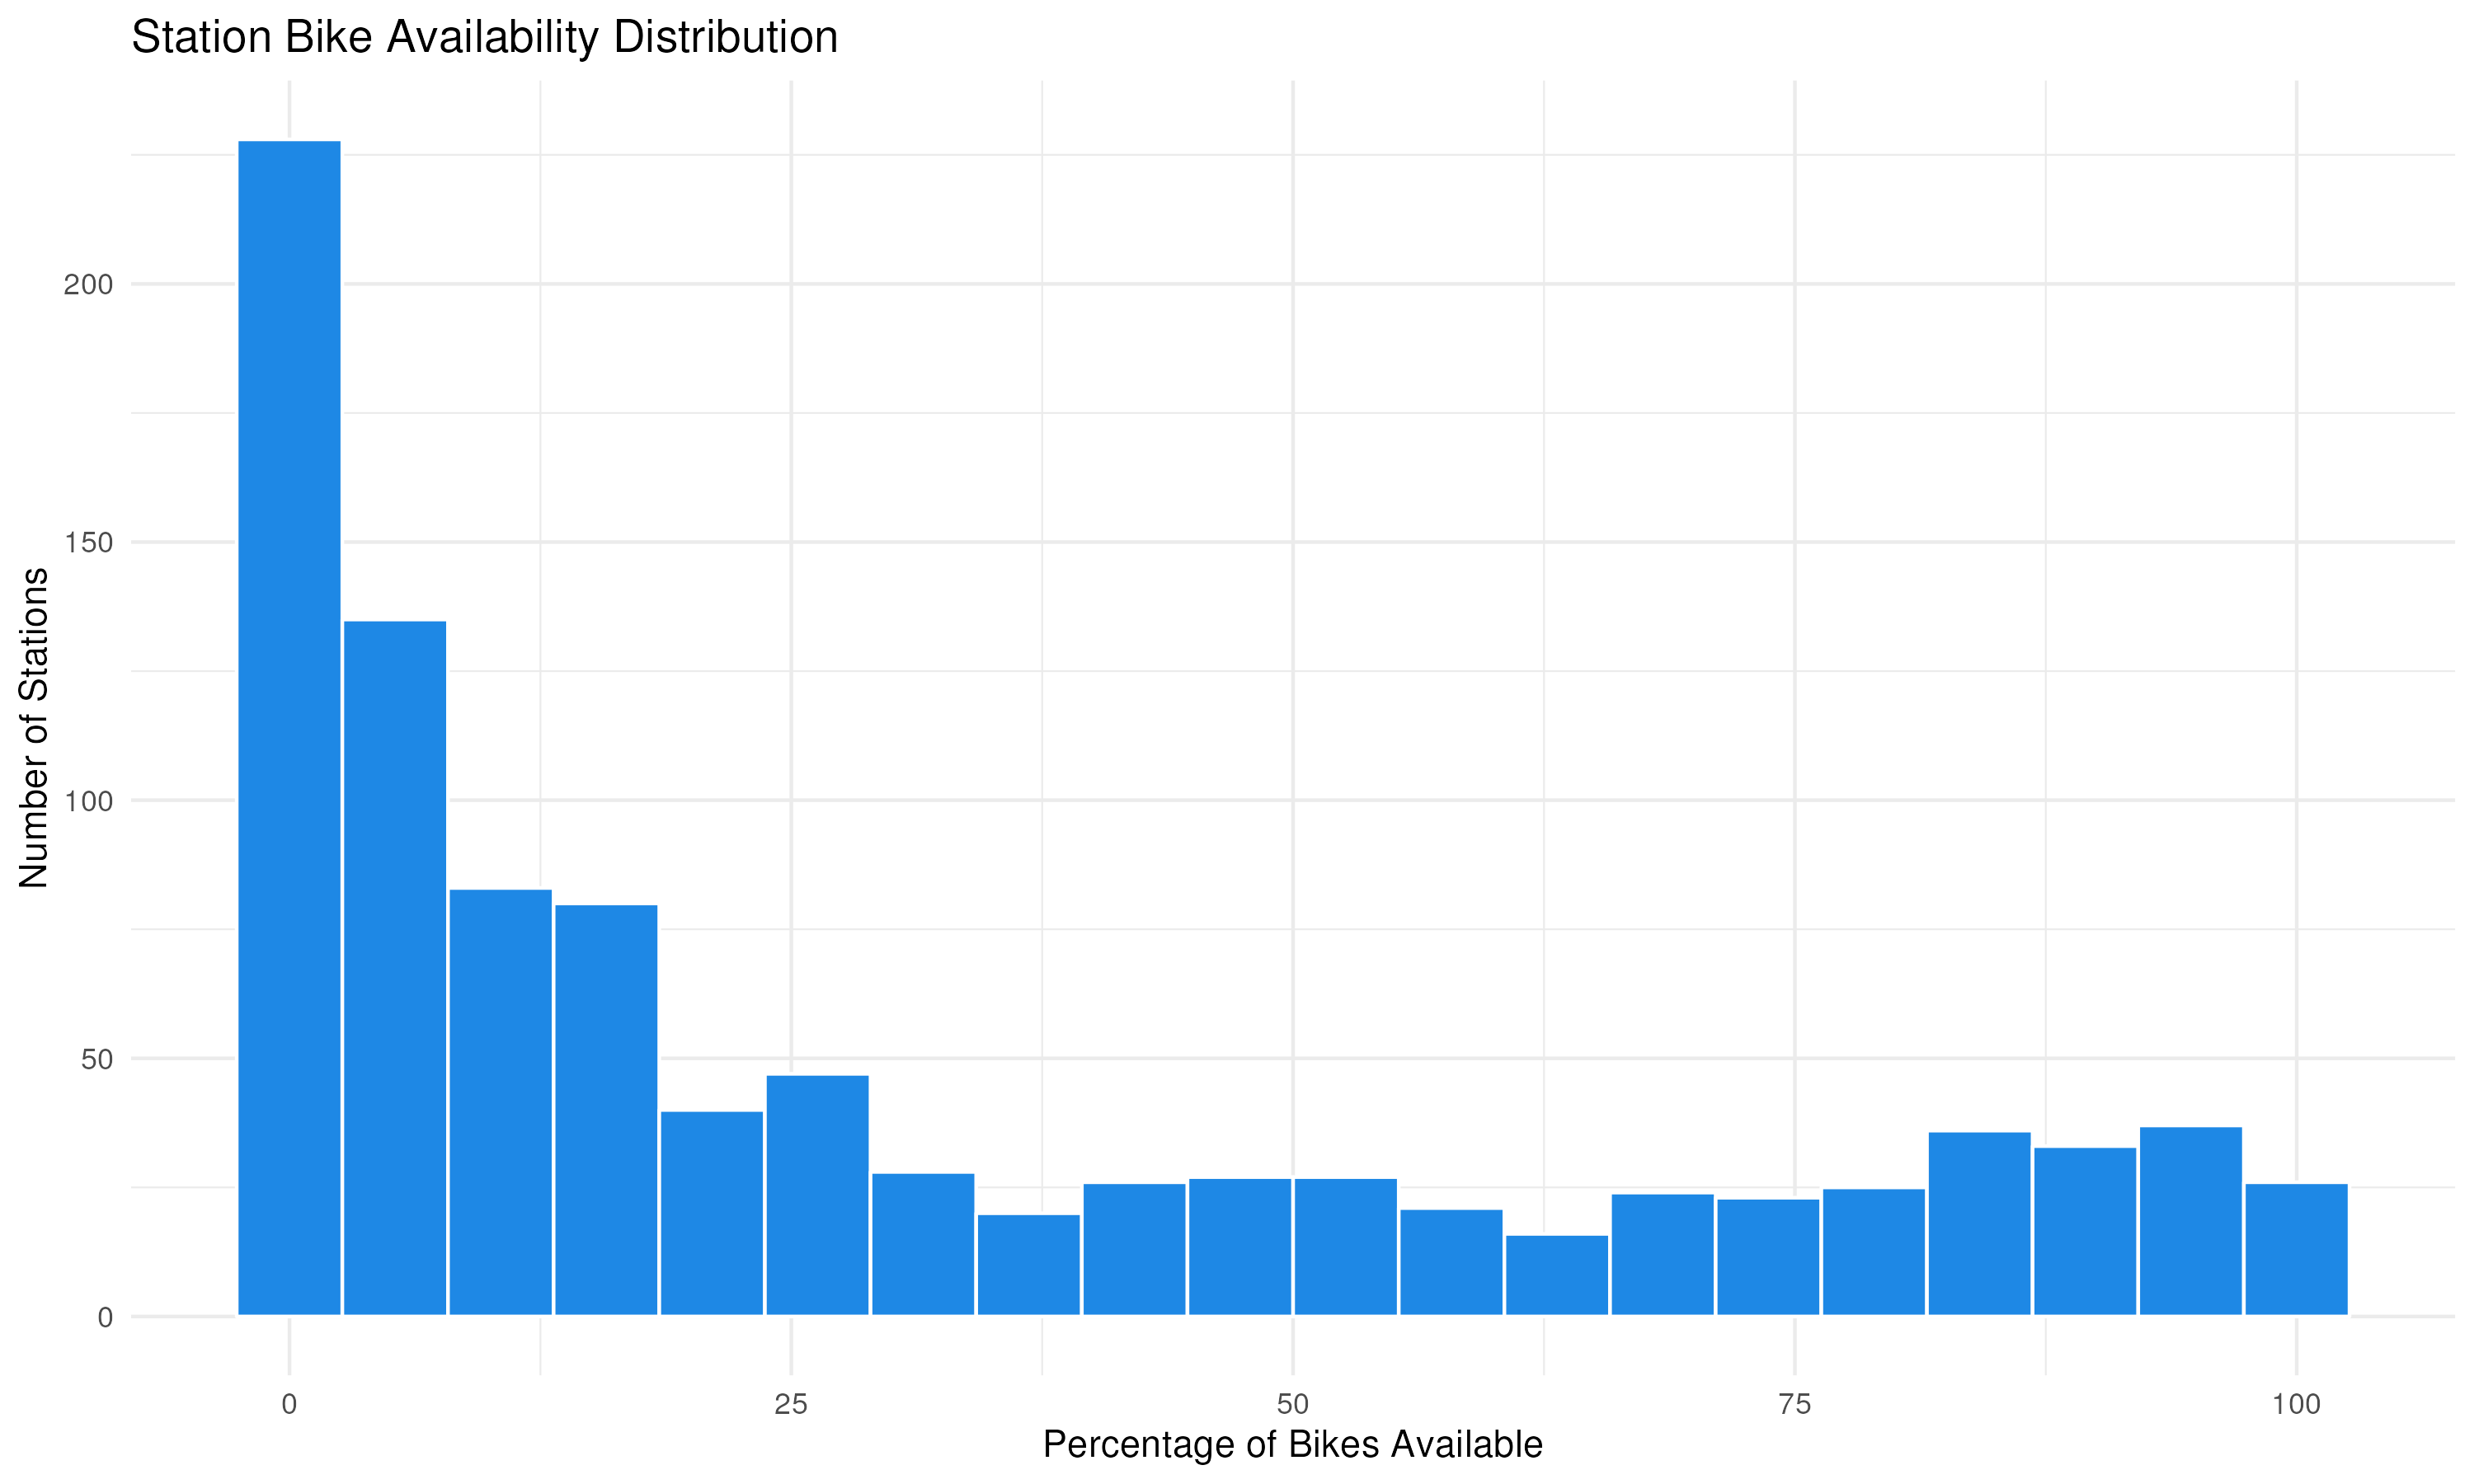 Station Bike Availability Distribution
Number of Stations
200
150
100
50
0
0 25 50 75 100
Percentage of Bikes Available